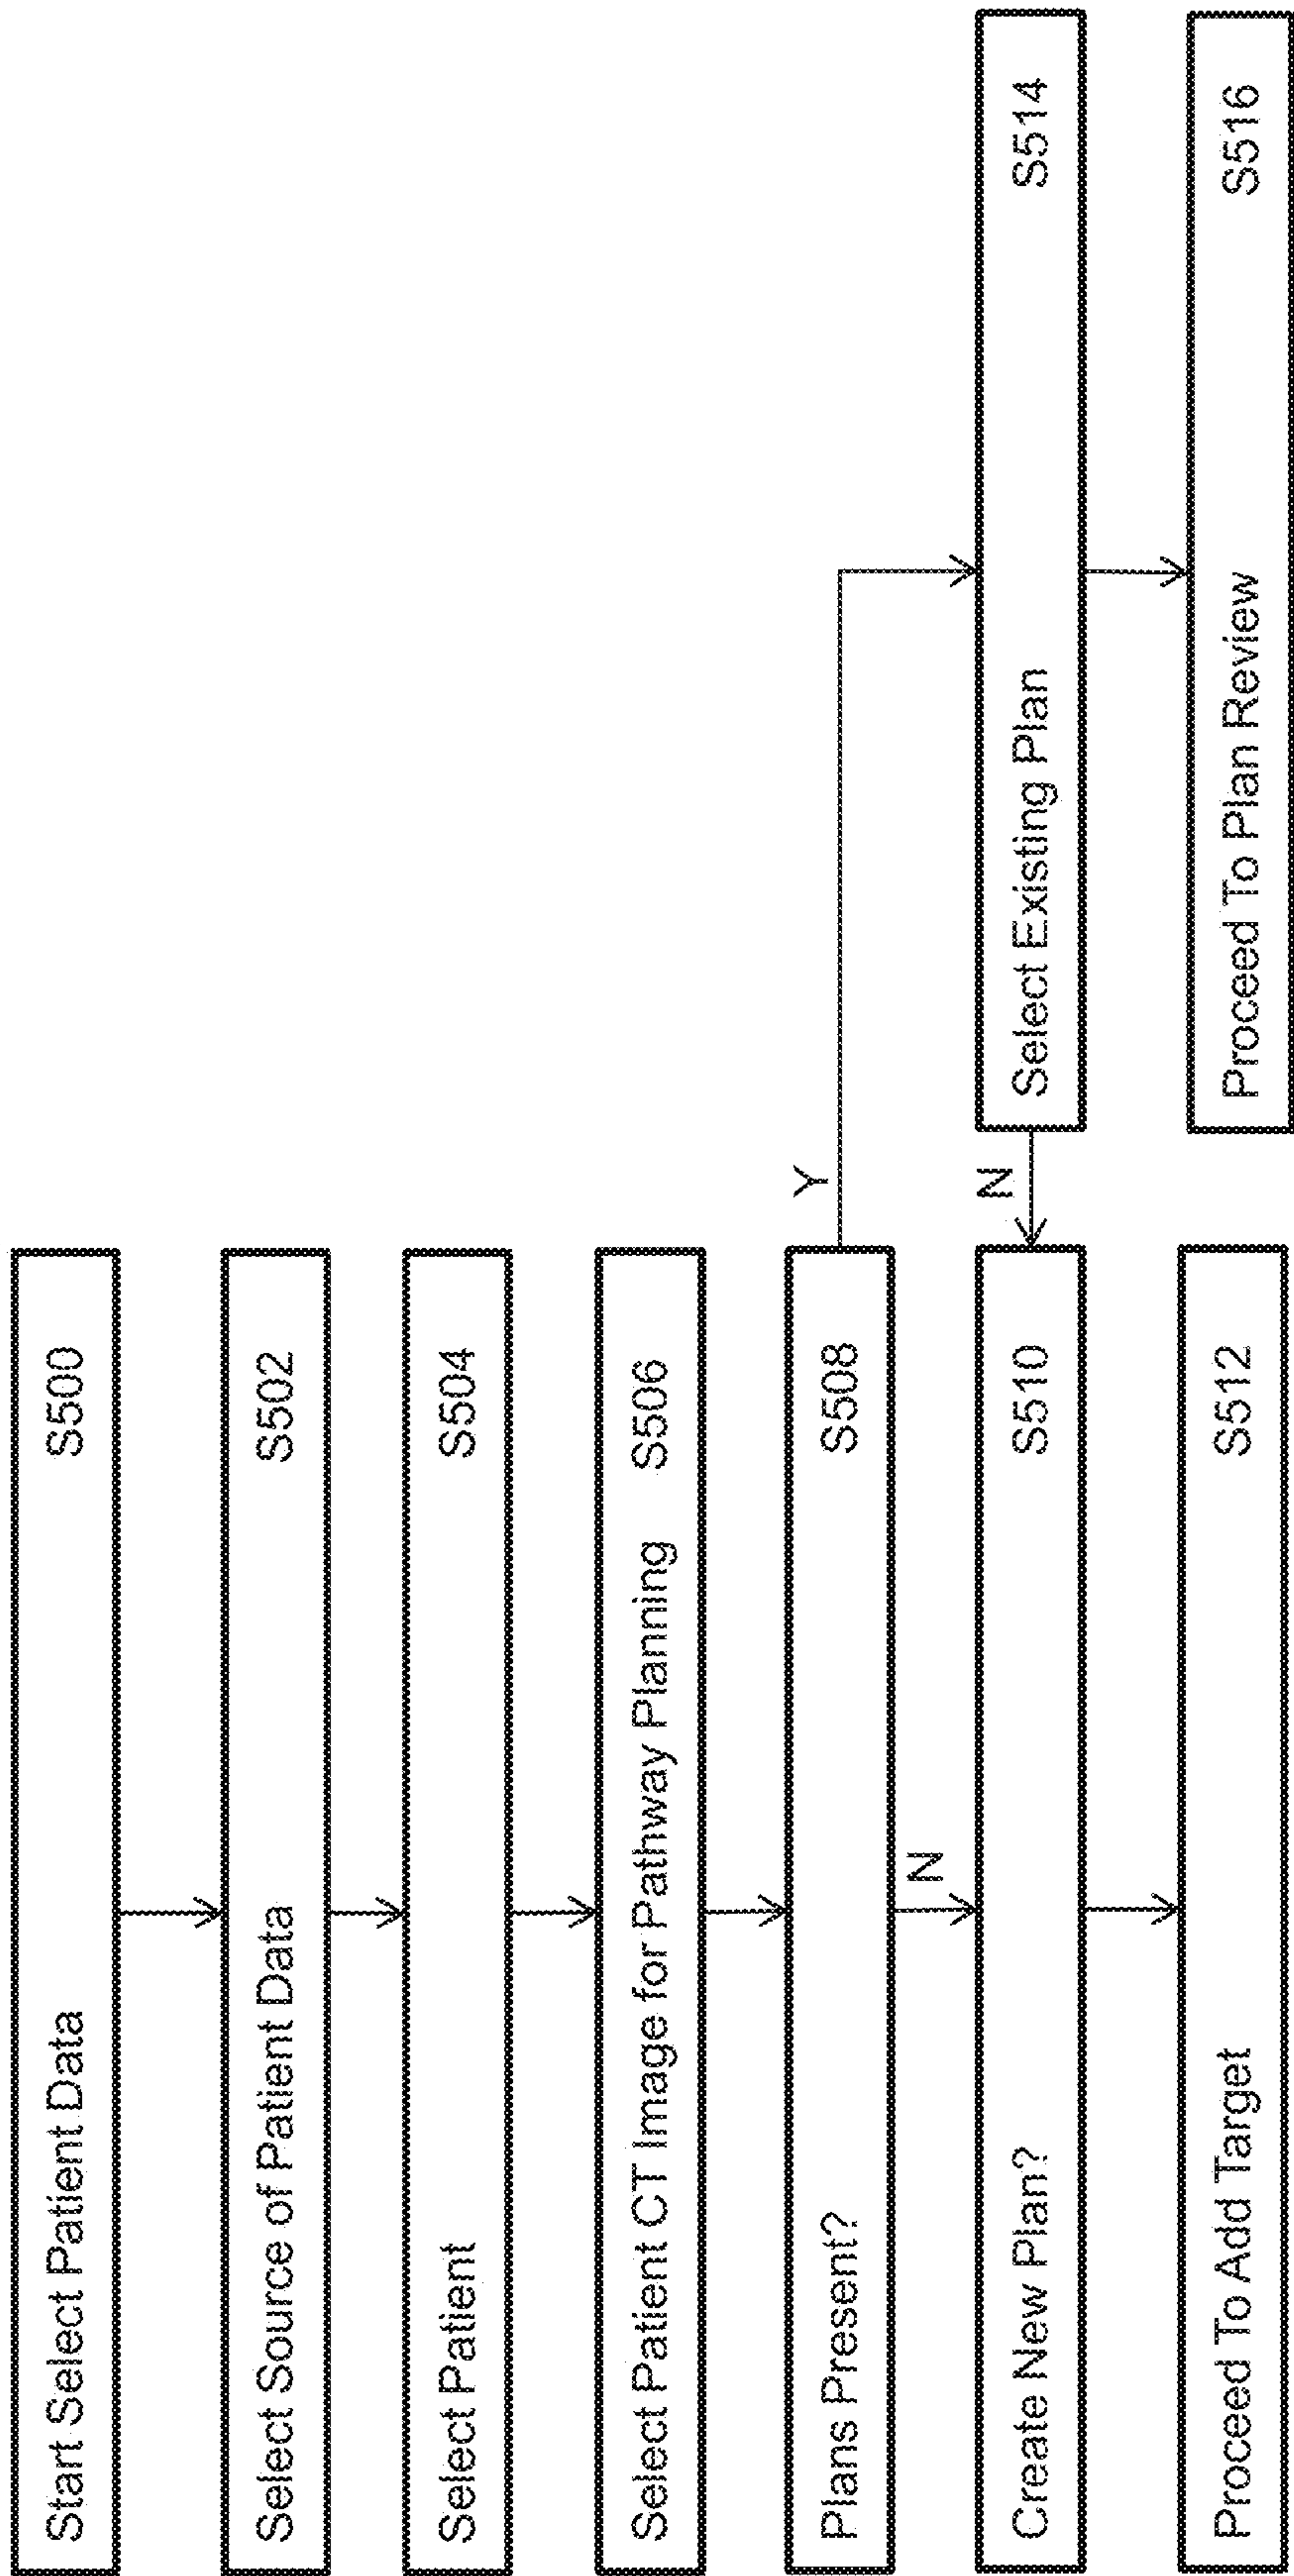 Start Select Patient Data S500
Select Source of Patient Data S502
Select Patient S504
Select Patient CT Image for Pathway Planning S506
Plans Present? S508
Y
N
Create New Plan? S510
N
Select Existing Plan S514
Proceed To Add Target S512
Proceed To Plan Review S516